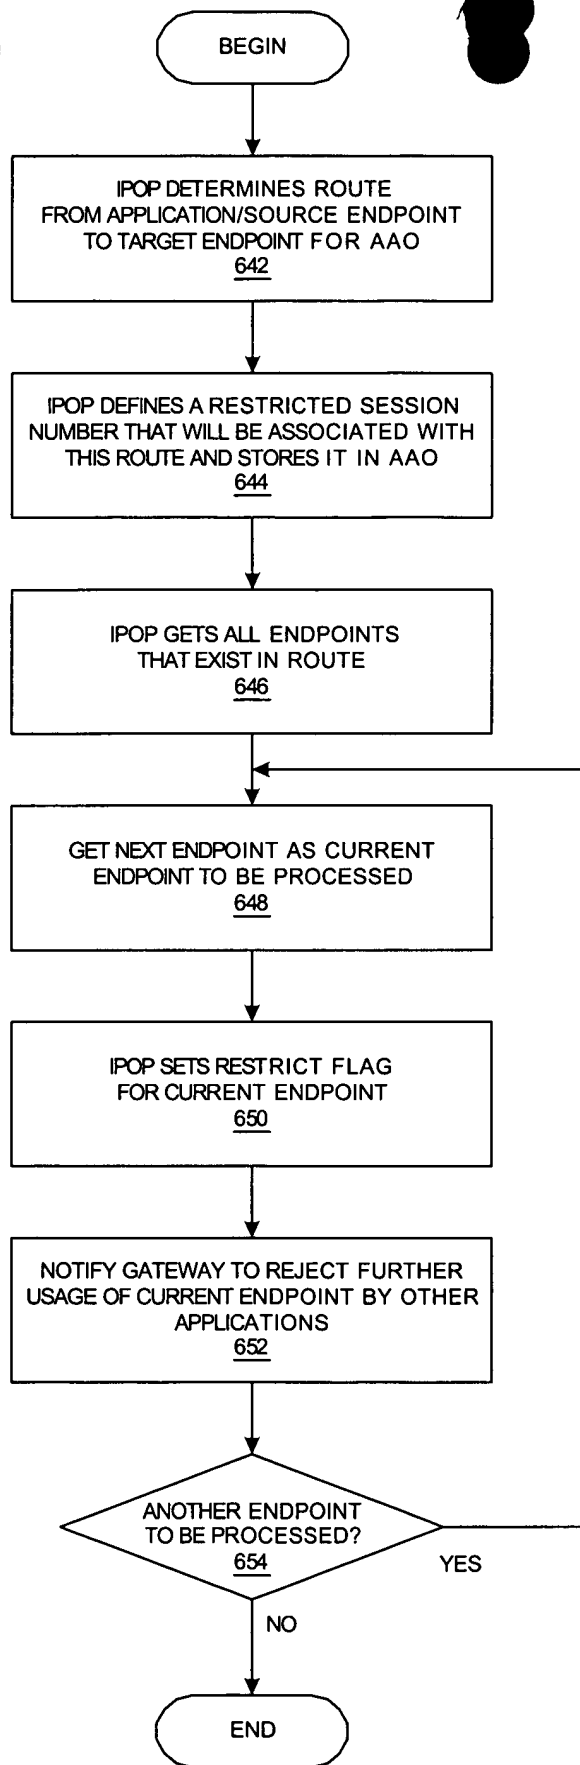 BEGIN
IPOP DETERMINES ROUTE
FROM APPLICATION/SOURCE ENDPOINT
TO TARGET ENDPOINT FOR AAO
642
IPOP DEFINES A RESTRICTED SESSION
NUMBER THAT WILL BE ASSOCIATED WITH
THIS ROUTE AND STORES IT IN AAO
644
IPOP GETS ALL ENDPOINTS
THAT EXIST IN ROUTE
646
GET NEXT ENDPOINT AS CURRENT
ENDPOINT TO BE PROCESSED
648
IPOP SETS RESTRICT FLAG
FOR CURRENT ENDPOINT
650
NOTIFY GATEWAY TO REJECT FURTHER
USAGE OF CURRENT ENDPOINT BY OTHER
APPLICATIONS
652
ANOTHER ENDPOINT
TO BE PROCESSED?
654
YES
NO
END